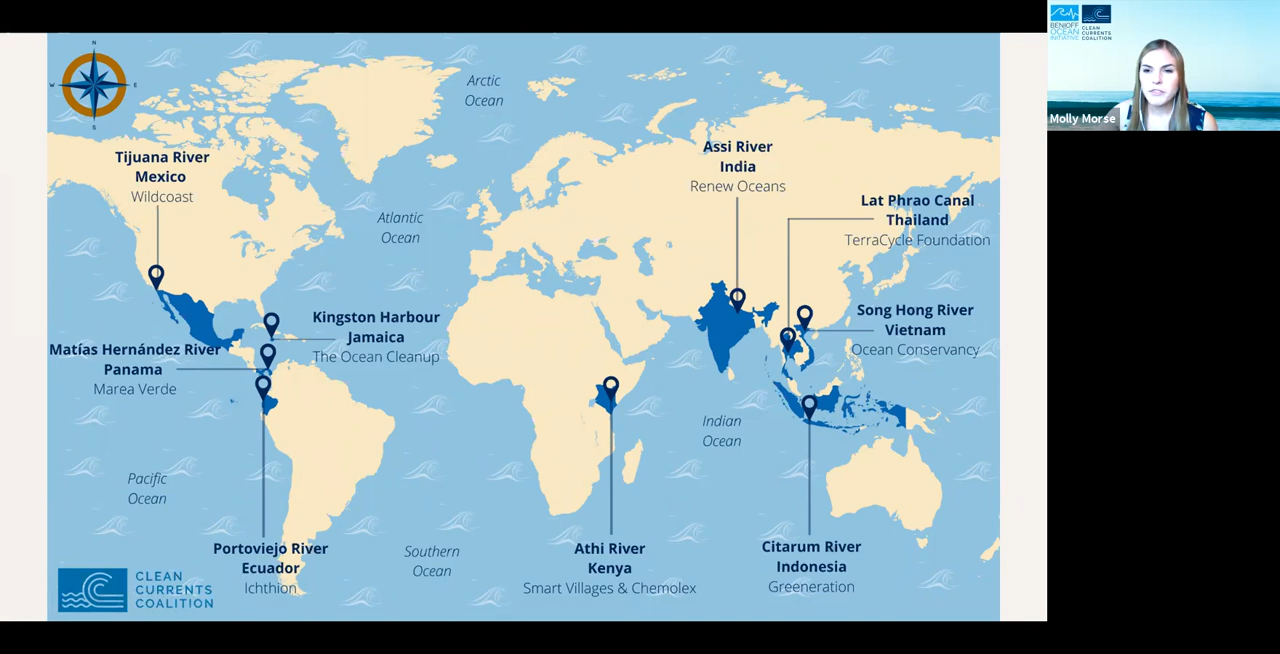 N
W
E
S
Arctic
Ocean
Tijuana River
Mexico
Wildcoast
Assi River
India
Renew Oceans
Lat Phrao Canal
Thailand
TerraCycle Foundation
Atlantic
Ocean
Kingston Harbour
Jamaica
The Ocean Cleanup
Song Hong River
Vietnam
Ocean Conservancy
Matías Hernández River
Panama
Marea Verde
Indian
Ocean
Pacific
Ocean
Portoviejo River
Ecuador
Ichthion
Southern
Ocean
Athi River
Kenya
Smart Villages & Chemolex
Citarum River
Indonesia
Greeneration
CLEAN
CURRENTS
COALITION
BENIOFF
OCEAN
INITIATIVE
CLEAN
CURRENTS
COALITION
Molly Morse